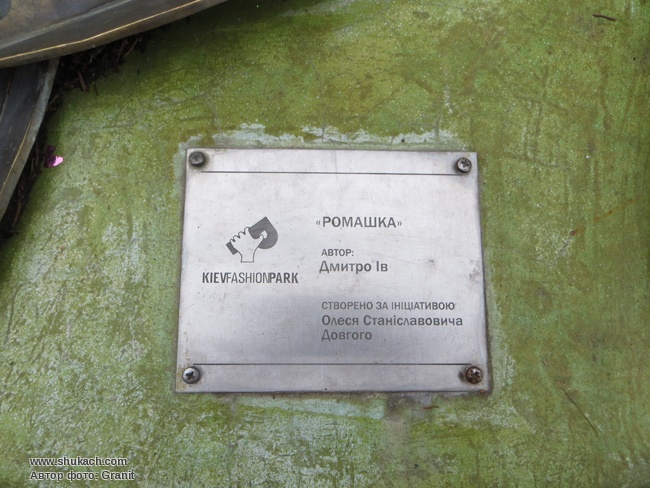 «РОМАШКА»
АВТОР:
Дмитро Ів
KIEVFASHIONPARK
СТВОРЕНО ЗА ІНІЦІАТИВОЮ
Олеся Станіславовича
Довгого
www.shukach.com
Автор фото: Granit